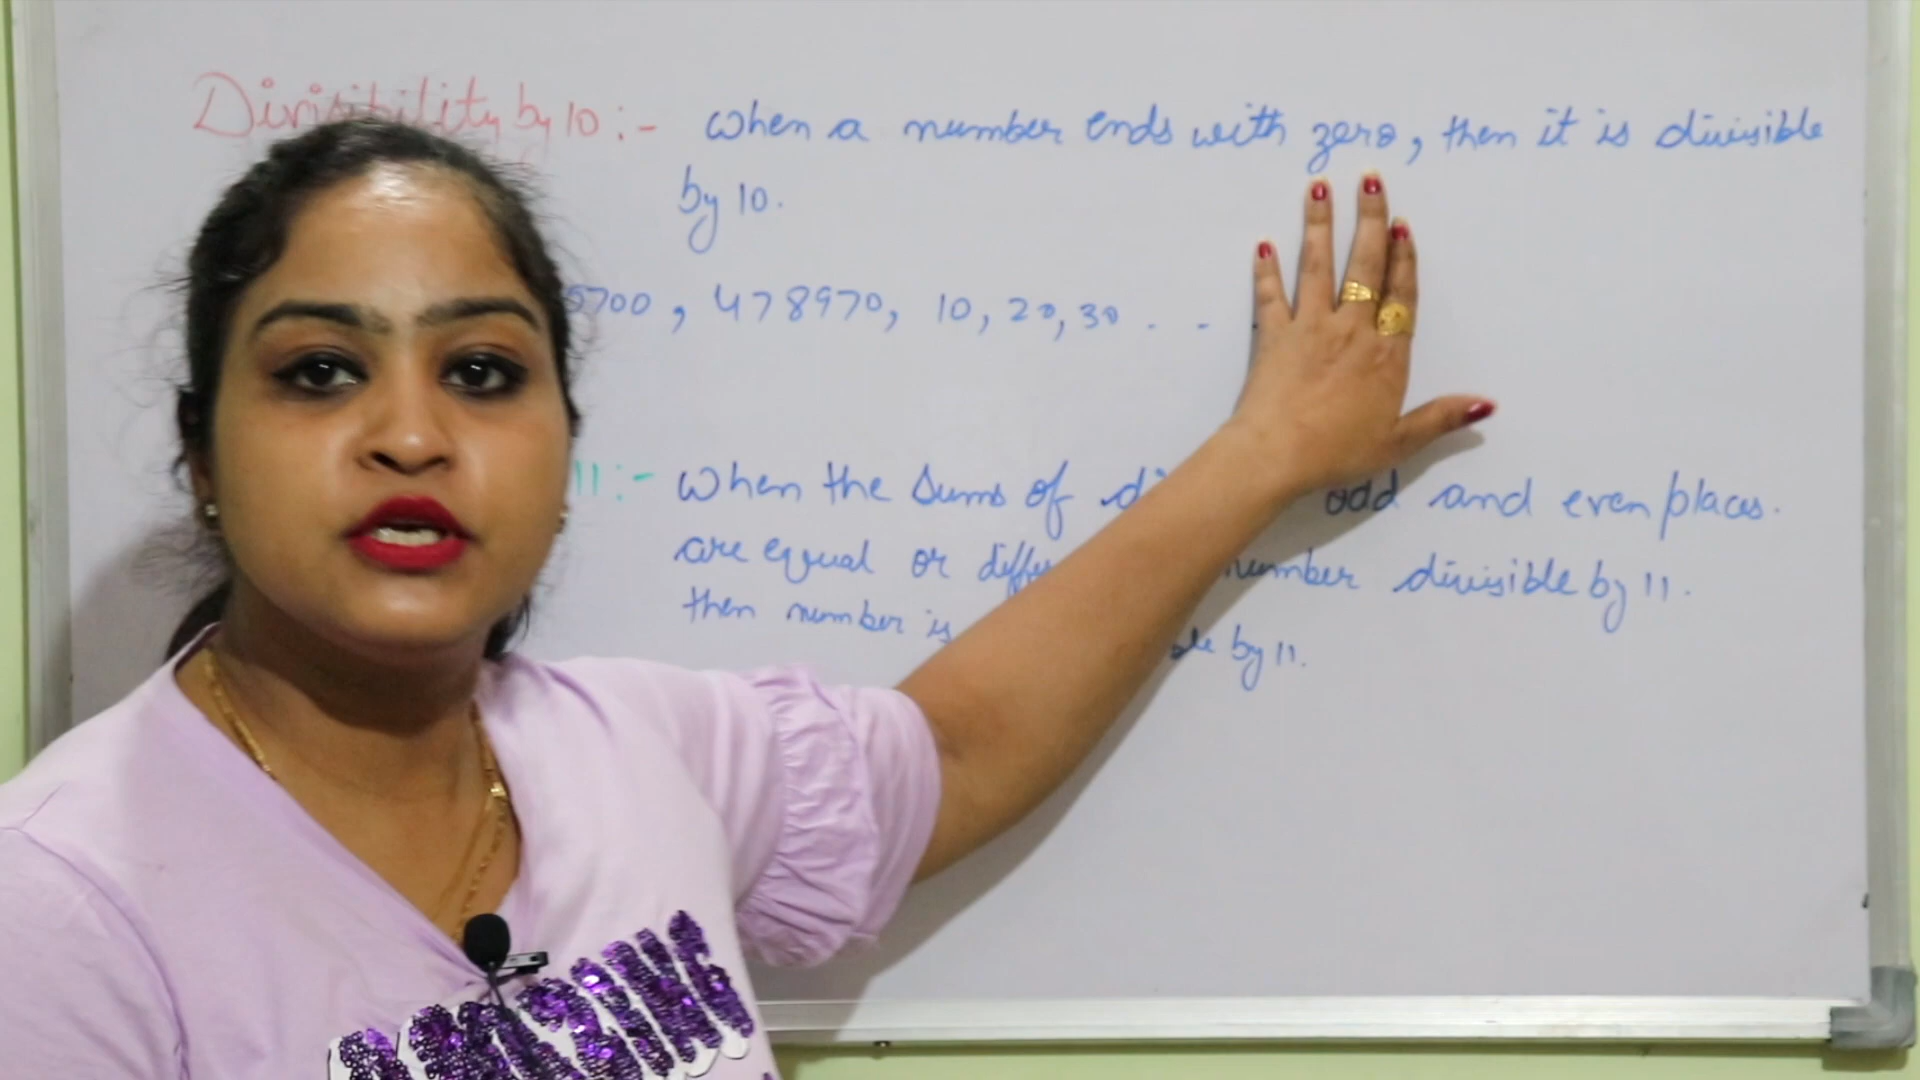 Divisibility by 10 :- When a number ends with zero, then it is divisible
by 10.
5700, 478970, 10, 20, 30 . . .
11 :- When the sums of odd and even places.
are equal or number divisible by 11.
then number is by 11.